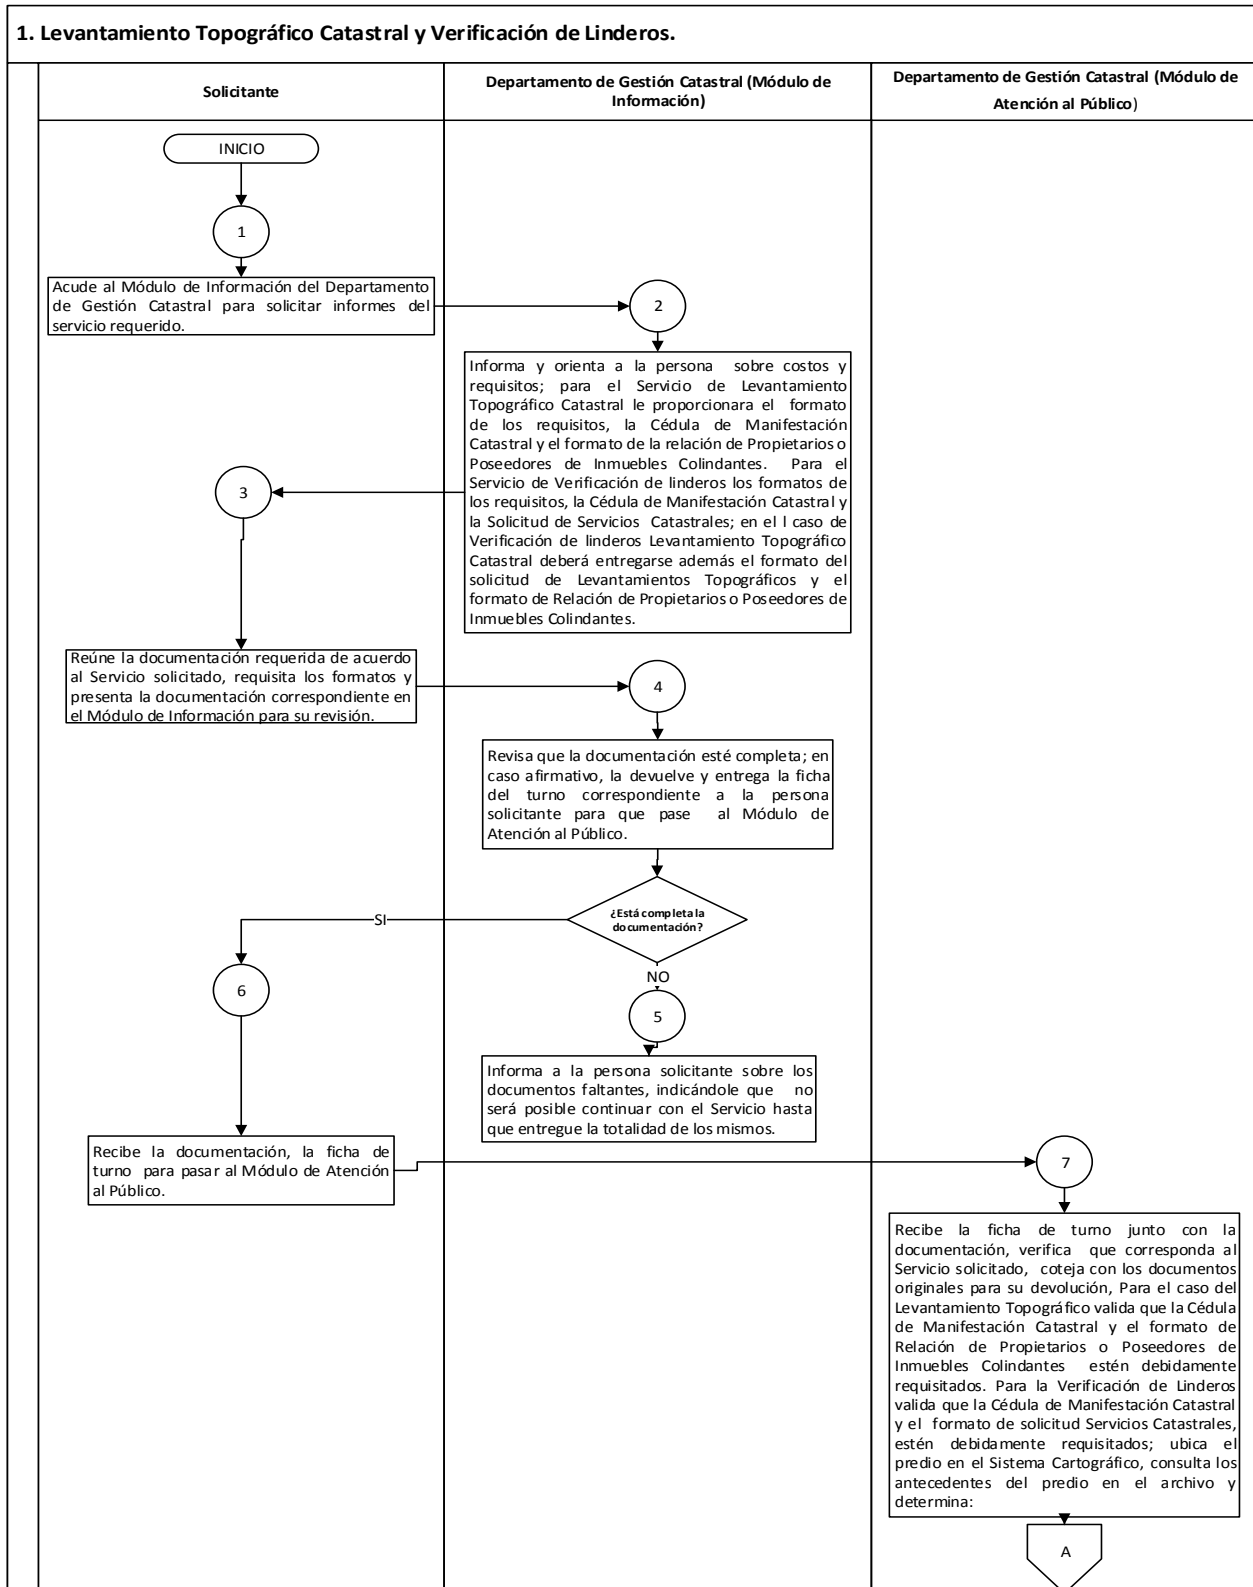 1. Levantamiento Topográfico Catastral y Verificación de Linderos.
Solicitante
Departamento de Gestión Catastral (Módulo de
Información)
Departamento de Gestión Catastral (Módulo de
Atención al Público)
INICIO
1
Acude al Módulo de Información del Departamento
de Gestión Catastral para solicitar informes del
servicio requerido.
2
Informa y orienta a la persona sobre costos y
requisitos; para el Servicio de Levantamiento
Topográfico Catastral le proporcionara el formato
de los requisitos, la Cédula de Manifestación
Catastral y el formato de la relación de Propietarios o
Poseedores de Inmuebles Colindantes. Para el
Servicio de Verificación de linderos los formatos de
los requisitos, la Cédula de Manifestación Catastral y
la Solicitud de Servicios Catastrales; en el l caso de
Verificación de linderos Levantamiento Topográfico
Catastral deberá entregarse además el formato del
solicitud de Levantamientos Topográficos y el
formato de Relación de Propietarios o Poseedores de
Inmuebles Colindantes.
3
Reúne la documentación requerida de acuerdo
al Servicio solicitado, requisita los formatos y
presenta la documentación correspondiente en
el Módulo de Información para su revisión.
4
Revisa que la documentación esté completa; en
caso afirmativo, la devuelve y entrega la ficha
del turno correspondiente a la persona
solicitante para que pase al Módulo de
Atención al Público.
¿Está completa la
documentación?
SI
NO
6
5
Informa a la persona solicitante sobre los
documentos faltantes, indicándole que no
será posible continuar con el Servicio hasta
que entregue la totalidad de los mismos.
Recibe la documentación, la ficha de
turno para pasar al Módulo de Atención
al Público.
7
Recibe la ficha de turno junto con la
documentación, verifica que corresponda al
Servicio solicitado, coteja con los documentos
originales para su devolución, Para el caso del
Levantamiento Topográfico valida que la Cédula
de Manifestación Catastral y el formato de
Relación de Propietarios o Poseedores de
Inmuebles Colindantes estén debidamente
requisitados. Para la Verificación de Linderos
valida que la Cédula de Manifestación Catastral
y el formato de solicitud Servicios Catastrales,
estén debidamente requisitados; ubica el
predio en el Sistema Cartográfico, consulta los
antecedentes del predio en el archivo y
determina:
A